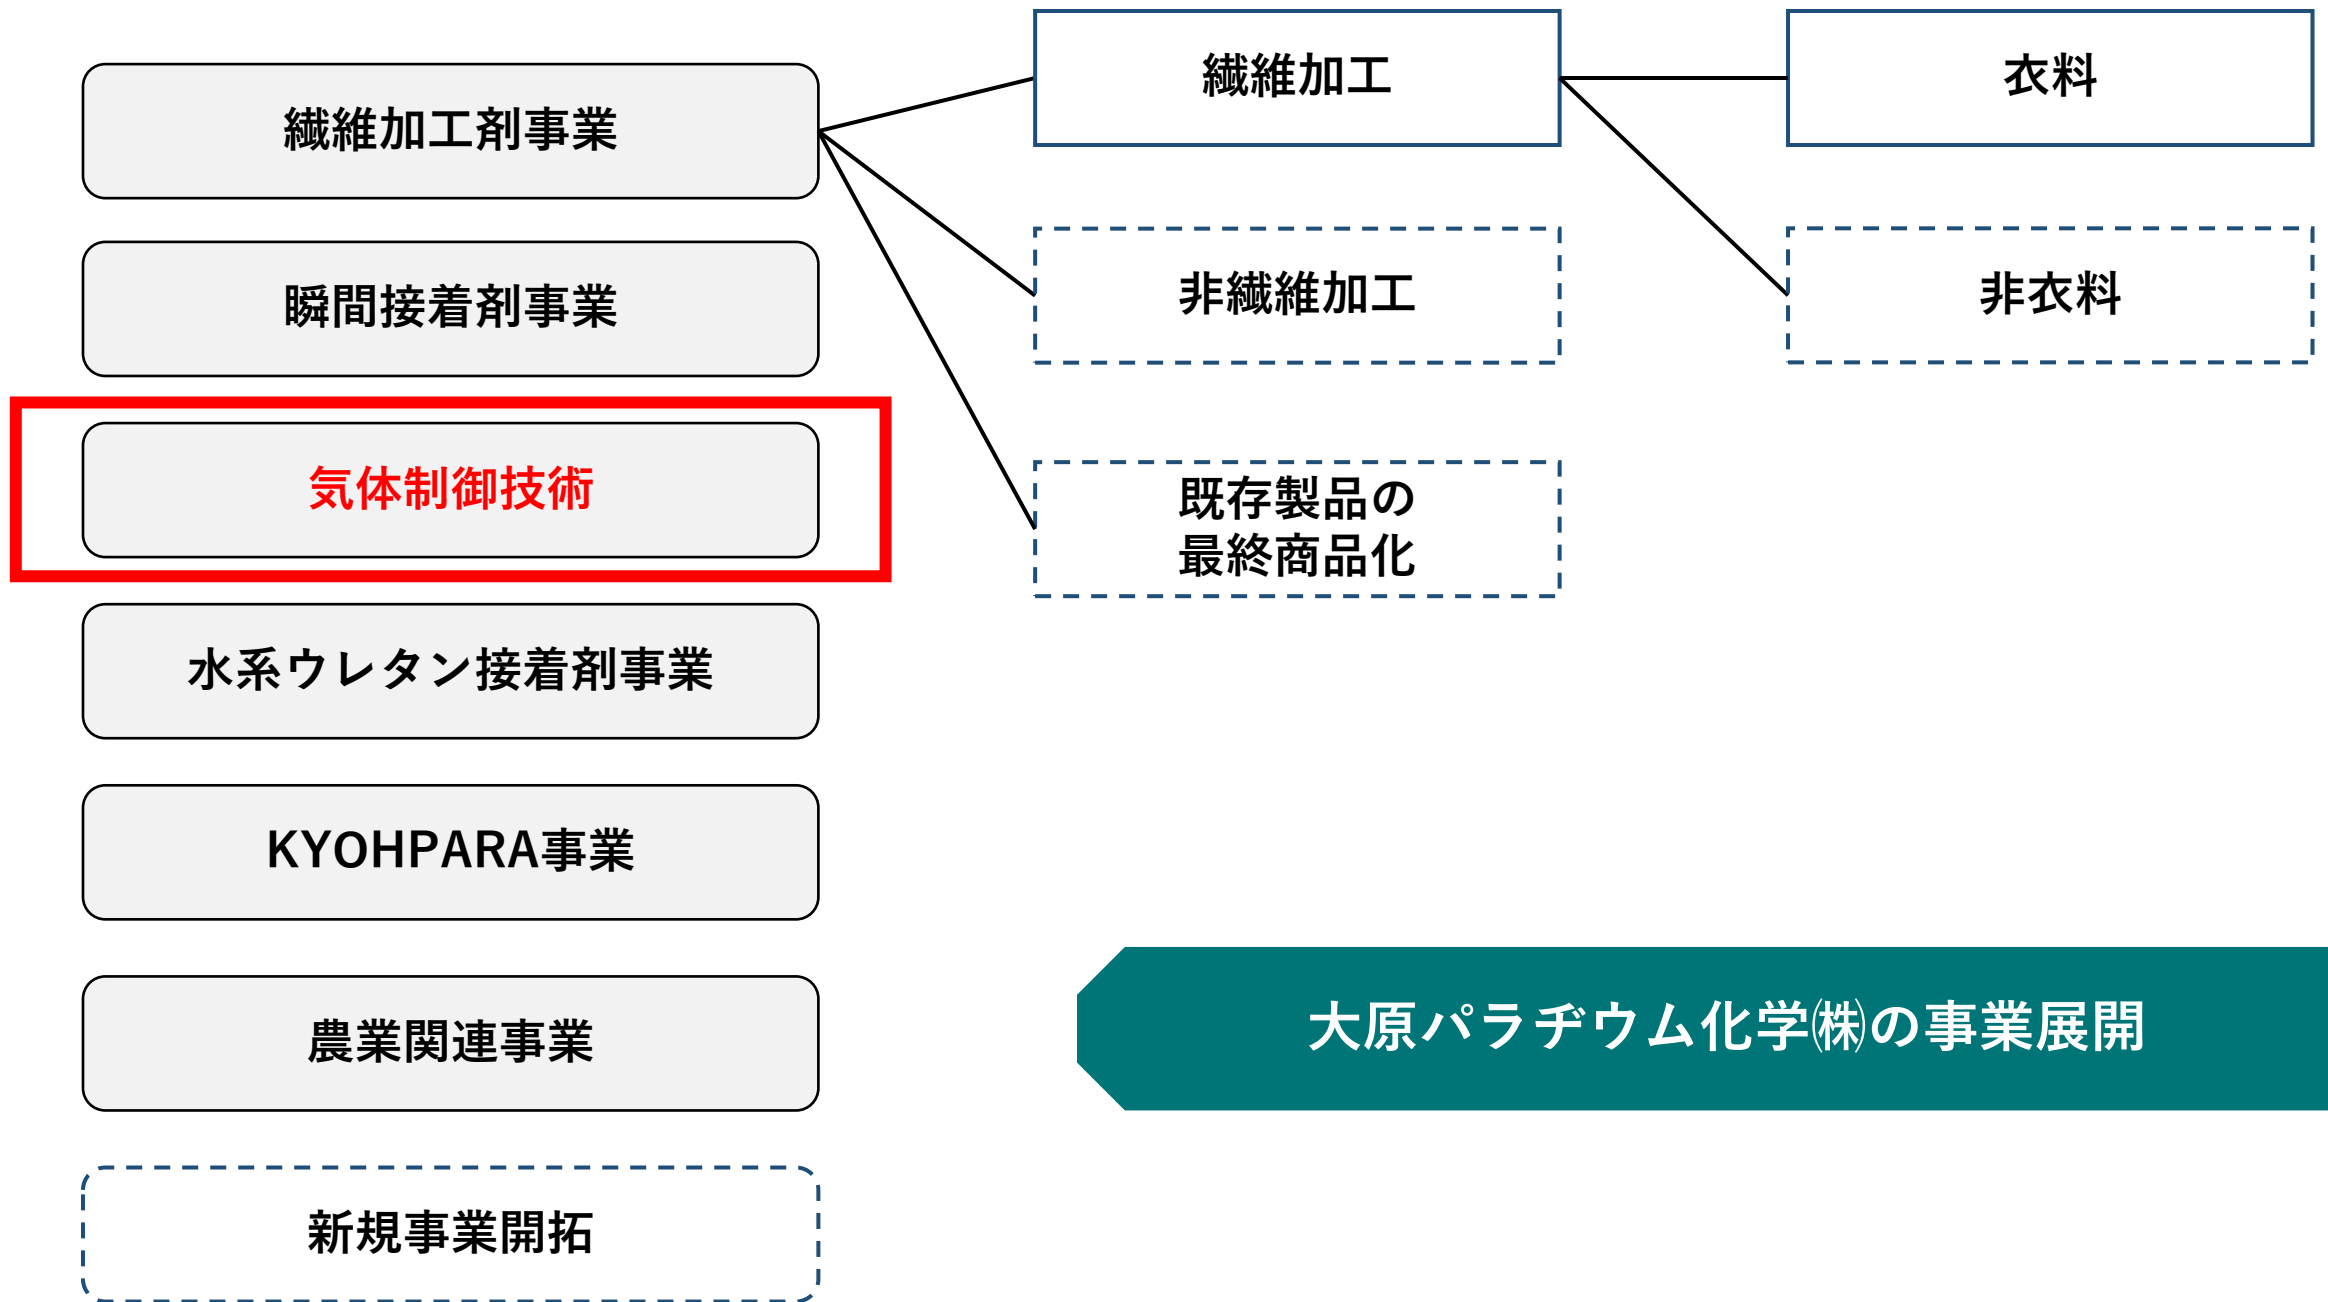 繊維加工剤事業
瞬間接着剤事業
気体制御技術
水系ウレタン接着剤事業
KYOHPARA事業
農業関連事業
新規事業開拓
繊維加工
非繊維加工
既存製品の
最終商品化
衣料
非衣料
大原パラヂウム化学㈱の事業展開